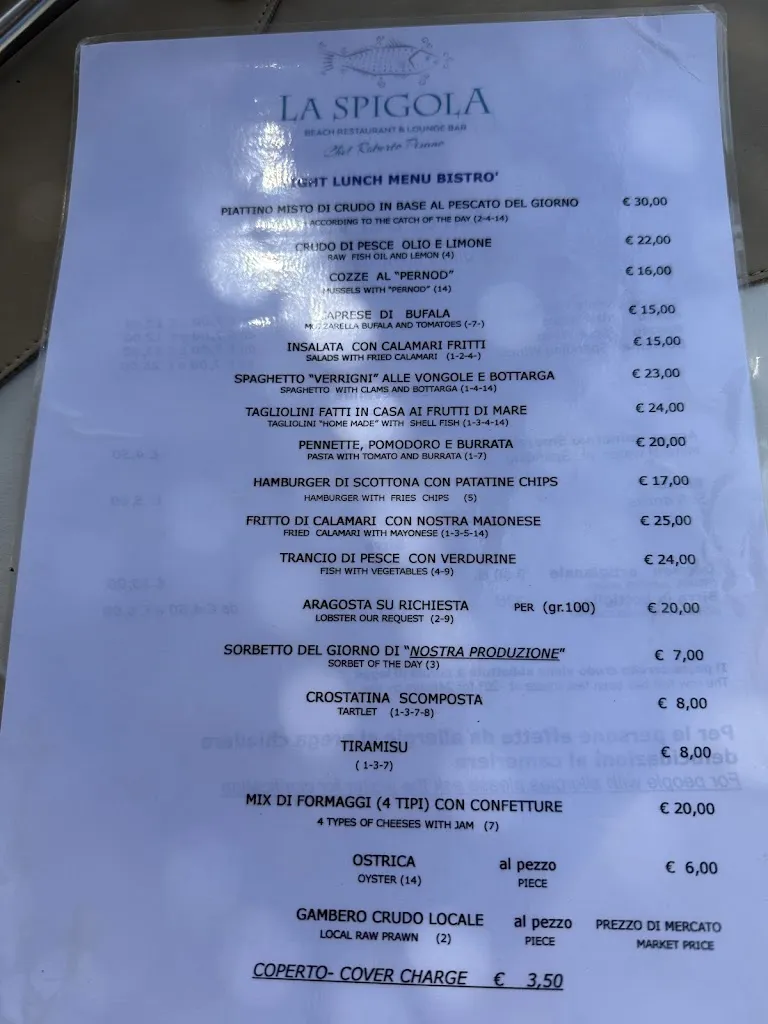 LA SPIGOLA
BEACH RESTAURANT & LOUNGE BAR
Chef Roberto
LUNCH MENU BISTRO'
PIATTINO MISTO DI CRUDO IN BASE AL PESCATO DEL GIORNO € 30,00
ACCORDING TO THE CATCH OF THE DAY (2-4-14)
CRUDO DI PESCE OLIO E LIMONE € 22,00
RAW FISH OIL AND LEMON (4)
COZZE AL "PERNOD" € 16,00
MUSSELS WITH "PERNOD" (14)
CAPRESE DI BUFALA € 15,00
MOZZARELLA BUFALA AND TOMATOES (-7-)
INSALATA CON CALAMARI FRITTI € 15,00
SALADS WITH FRIED CALAMARI (1-2-4-)
SPAGHETTO "VERRIGNI" ALLE VONGOLE E BOTTARGA € 23,00
SPAGHETTO WITH CLAMS AND BOTTARGA (1-4-14)
TAGLIOLINI FATTI IN CASA AI FRUTTI DI MARE € 24,00
TAGLIOLINI "HOME MADE" WITH SHELL FISH (1-3-4-14)
PENNETTE, POMODORO E BURRATA € 20,00
PASTA WITH TOMATO AND BURRATA (1-7)
HAMBURGER DI SCOTTONA CON PATATINE CHIPS € 17,00
HAMBURGER WITH FRIES CHIPS (5)
FRITTO DI CALAMARI CON NOSTRA MAIONESE € 25,00
FRIED CALAMARI WITH MAYONESE (1-3-5-14)
TRANCIO DI PESCE CON VERDURINE € 24,00
FISH WITH VEGETABLES (4-9)
ARAGOSTA SU RICHIESTA PER (gr.100) € 20,00
LOBSTER OUR REQUEST (2-9)
SORBETTO DEL GIORNO DI "NOSTRA PRODUZIONE" € 7,00
SORBET OF THE DAY (3)
CROSTATINA SCOMPOSTA € 8,00
TARTLET (1-3-7-8)
TIRAMISU € 8,00
(1-3-7)
MIX DI FORMAGGI (4 TIPI) CON CONFETTURE € 20,00
4 TYPES OF CHEESES WITH JAM (7)
OSTRICA al pezzo € 6,00
OYSTER (14) PIECE
GAMBERO CRUDO LOCALE al pezzo PREZZO DI MERCATO
LOCAL RAW PRAWN (2) PIECE MARKET PRICE
COPERTO- COVER CHARGE € 3,50